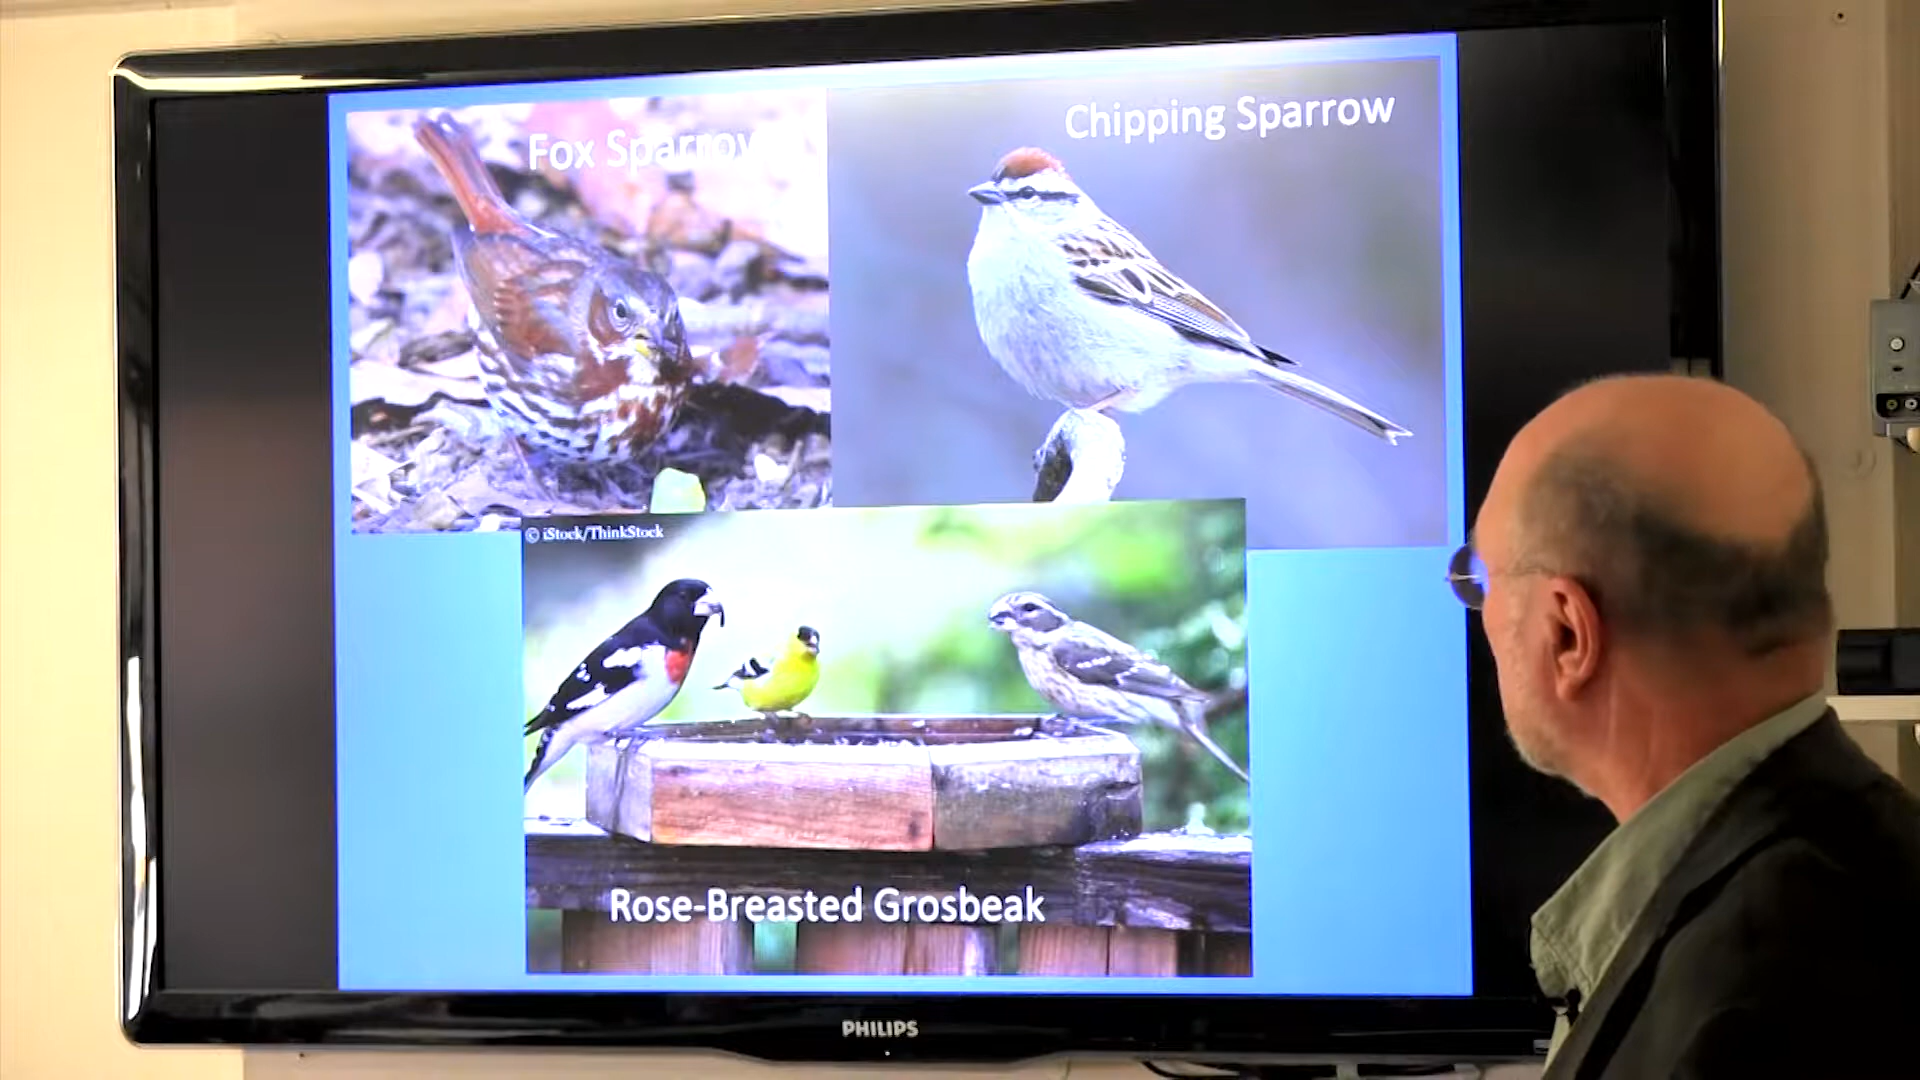 Fox Sparrow
Chipping Sparrow
© iStock/ThinkStock
Rose-Breasted Grosbeak
PHILIPS